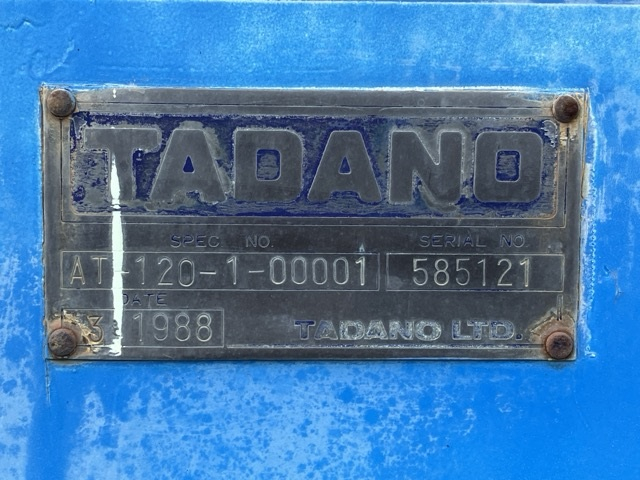 TADANO
SPEC. NO. SERIAL NO.
AT-120-1-00001 585121
DATE
3 1988 TADANO LTD.